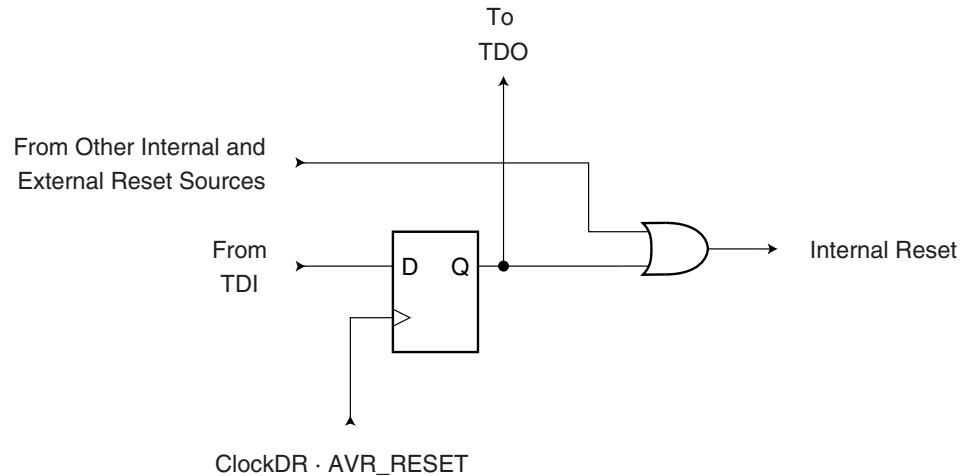 To
TDO
From Other Internal and
External Reset Sources
From
TDI
D Q
Internal Reset
ClockDR · AVR_RESET